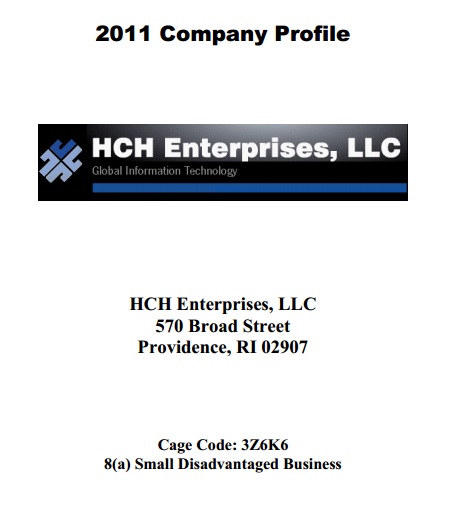 2011 Company Profile
HCH Enterprises, LLC
Global Information Technology
HCH Enterprises, LLC
570 Broad Street
Providence, RI 02907
Cage Code: 3Z6K6
8(a) Small Disadvantaged Business